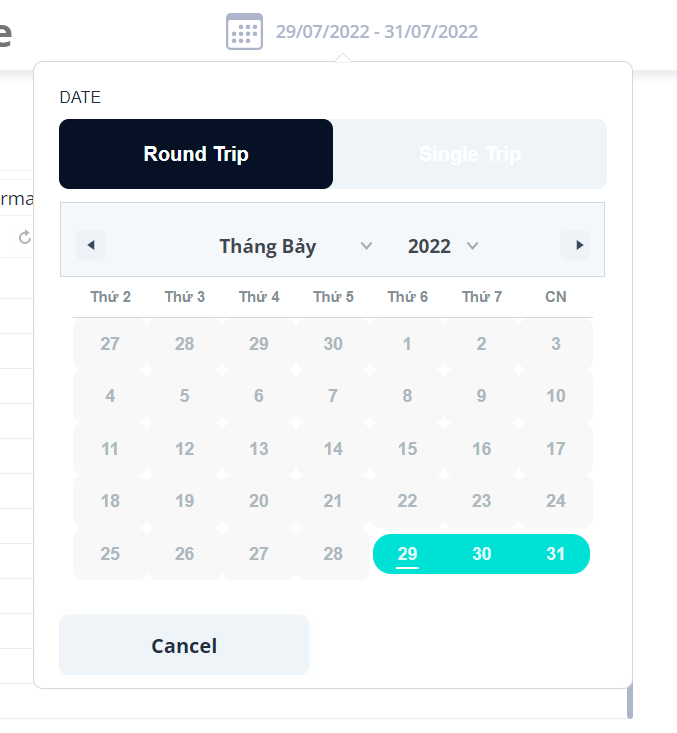 e
29/07/2022 - 31/07/2022
DATE
Round Trip Single Trip
rma
Tháng Bảy 2022
Thứ 2 Thứ 3 Thứ 4 Thứ 5 Thứ 6 Thứ 7 CN
27 28 29 30 1 2 3
4 5 6 7 8 9 10
11 12 13 14 15 16 17
18 19 20 21 22 23 24
25 26 27 28 29 30 31
Cancel